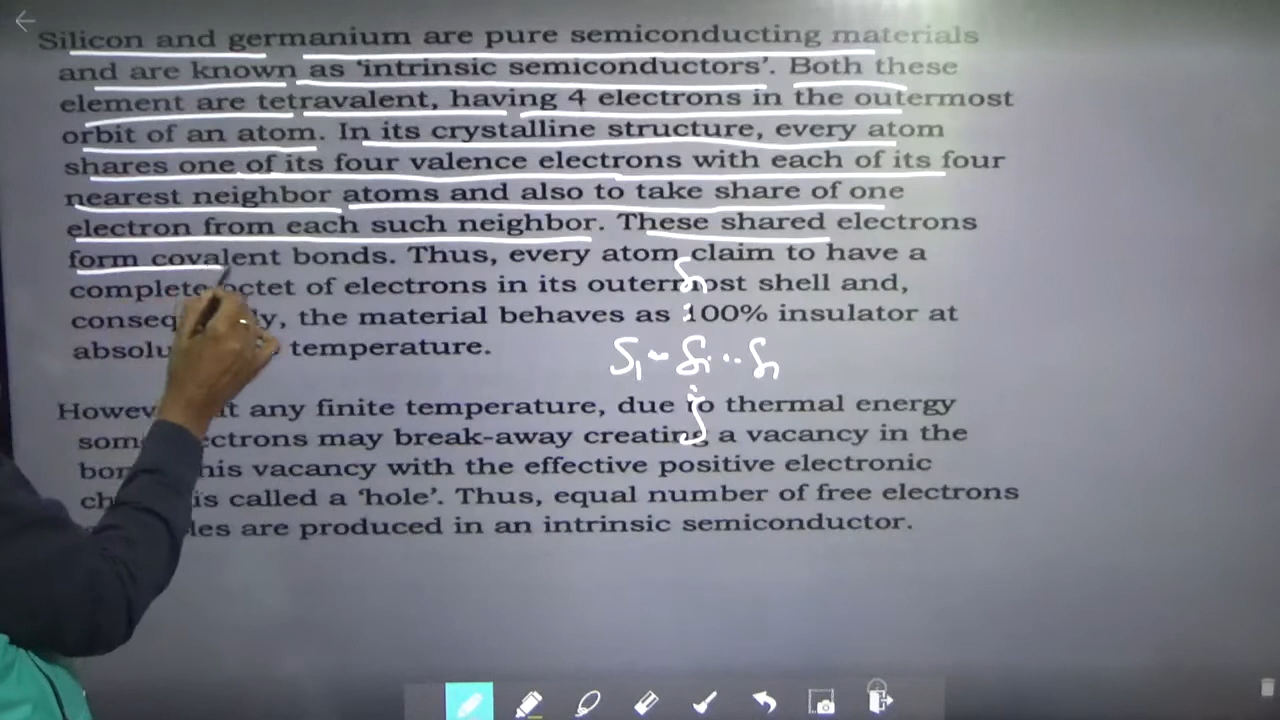 Silicon and germanium are pure semiconducting materials
and are known as 'intrinsic semiconductors'. Both these
element are tetravalent, having 4 electrons in the outermost
orbit of an atom. In its crystalline structure, every atom
shares one of its four valence electrons with each of its four
nearest neighbor atoms and also to take share of one
electron from each such neighbor. These shared electrons
form covalent bonds. Thus, every atom claim to have a
Si
complete octet of electrons in its outermost shell and,
the material behaves as 100% insulator at
Si Si Si
temperature.
any finite temperature, due to thermal energy
may break-away creating a vacancy in the
vacancy with the effective positive electronic
is called a 'hole'. Thus, equal number of free electrons
are produced in an intrinsic semiconductor.